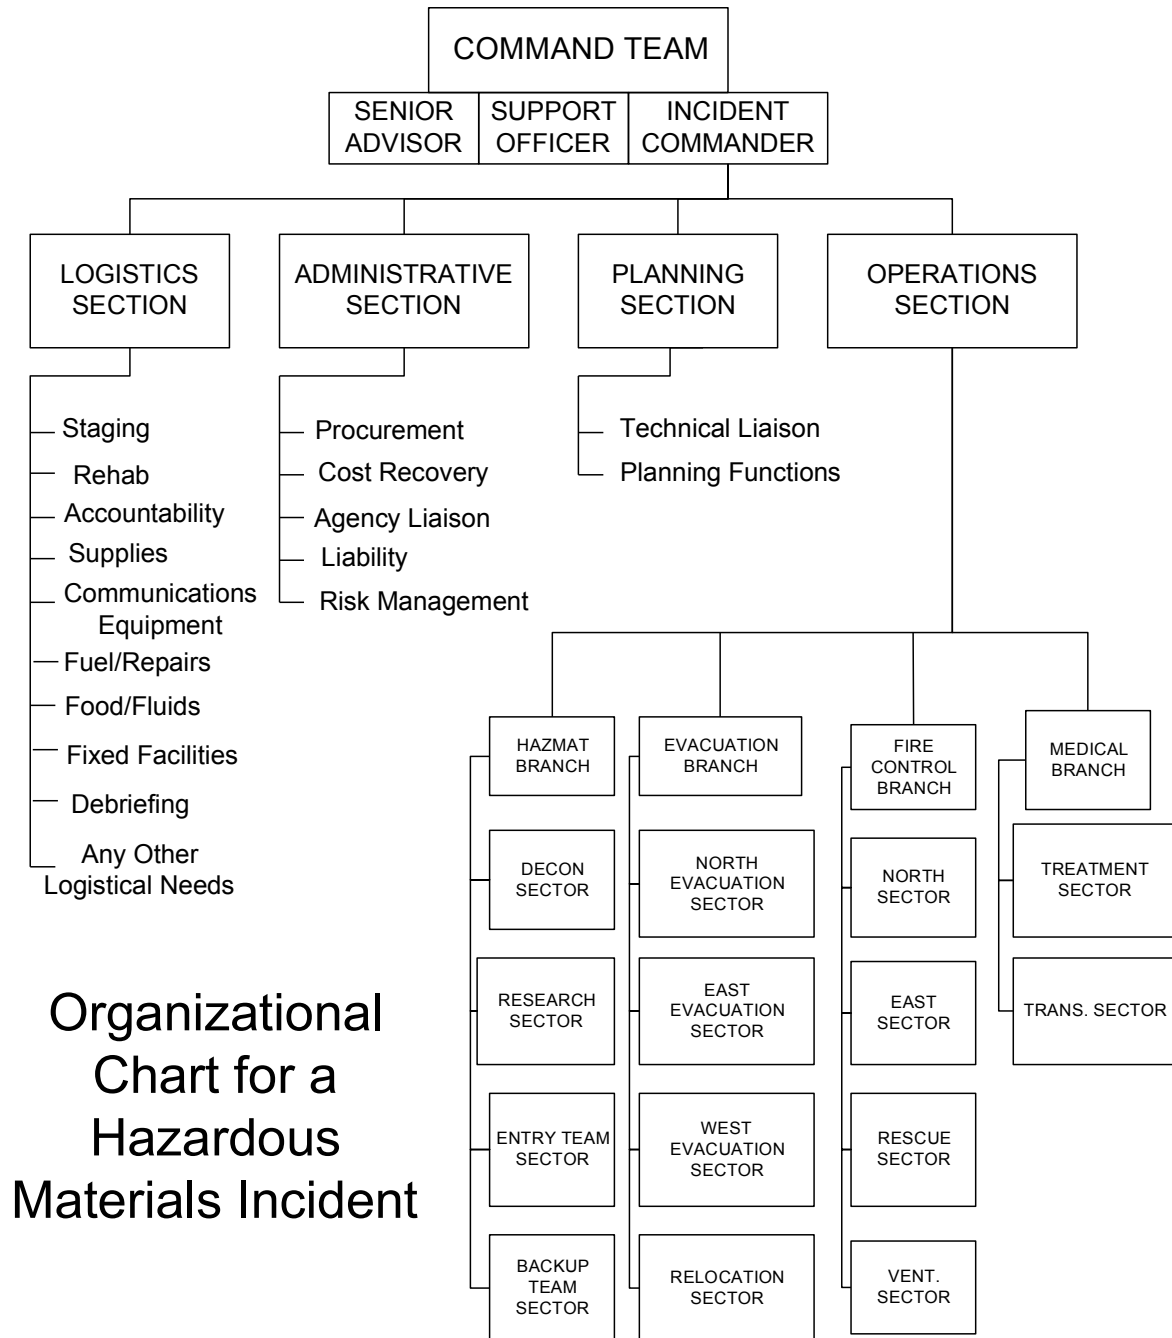 COMMAND TEAM
SENIOR
ADVISOR
SUPPORT
OFFICER
INCIDENT
COMMANDER
LOGISTICS
SECTION
ADMINISTRATIVE
SECTION
PLANNING
SECTION
OPERATIONS
SECTION
Staging
Rehab
Accountability
Supplies
Communications
Equipment
Fuel/Repairs
Food/Fluids
Fixed Facilities
Debriefing
Any Other
Logistical Needs
Procurement
Cost Recovery
Agency Liaison
Liability
Risk Management
Technical Liaison
Planning Functions
HAZMAT
BRANCH
DECON
SECTOR
RESEARCH
SECTOR
ENTRY TEAM
SECTOR
BACKUP
TEAM
SECTOR
EVACUATION
BRANCH
NORTH
EVACUATION
SECTOR
EAST
EVACUATION
SECTOR
WEST
EVACUATION
SECTOR
RELOCATION
SECTOR
FIRE
CONTROL
BRANCH
NORTH
SECTOR
EAST
SECTOR
RESCUE
SECTOR
VENT.
SECTOR
MEDICAL
BRANCH
TREATMENT
SECTOR
TRANS. SECTOR
Organizational
Chart for a
Hazardous
Materials Incident